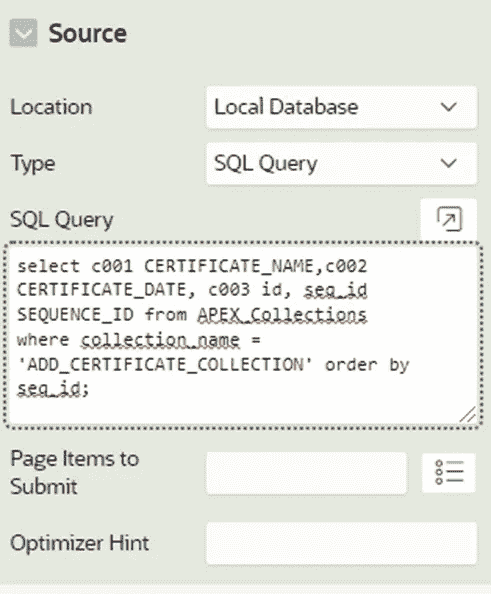 Source
Location Local Database
Type SQL Query
SQL Query
select c001 CERTIFICATE_NAME,c002
CERTIFICATE_DATE, c003 id, seq_id
SEQUENCE_ID from APEX_Collections
where collection_name =
'ADD_CERTIFICATE_COLLECTION' order by
seq_id;
Page Items to
Submit
Optimizer Hint